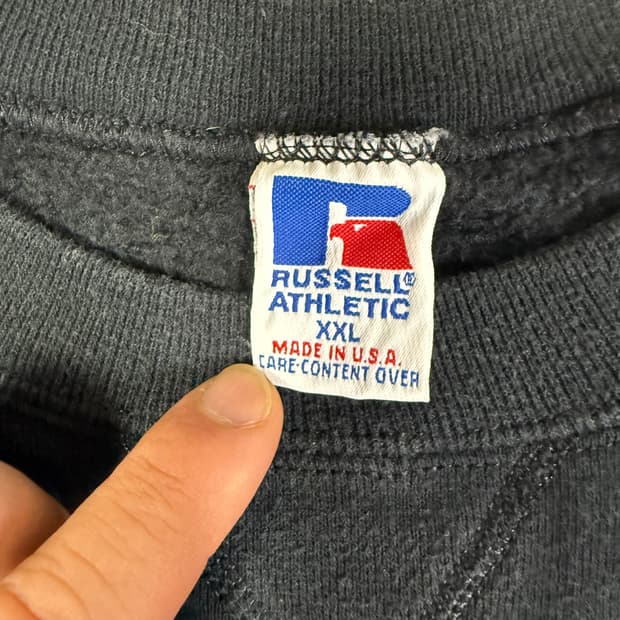 RUSSELL®
ATHLETIC
XXL
MADE IN U.S.A.
CARE-CONTENT OVER